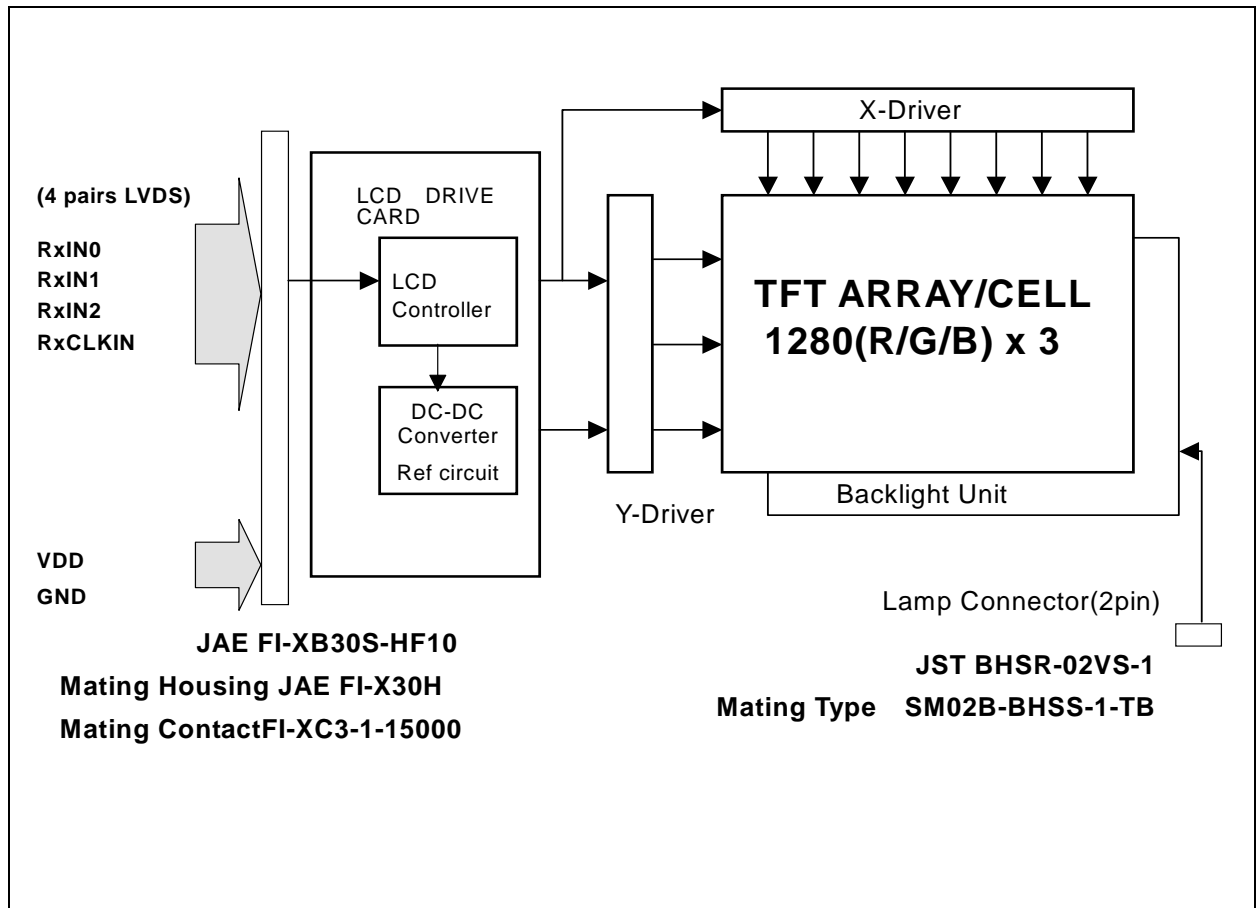 X-Driver
(4 pairs LVDS)
RxIN0
RxIN1
RxIN2
RxCLKIN
LCD DRIVE
CARD
LCD
Controller
DC-DC
Converter
Ref circuit
TFT ARRAY/CELL
1280(R/G/B) x 3
Backlight Unit
Y-Driver
VDD
GND
Lamp Connector(2pin)
JAE FI-XB30S-HF10
Mating Housing JAE FI-X30H
Mating ContactFI-XC3-1-15000
JST BHSR-02VS-1
Mating Type SM02B-BHSS-1-TB